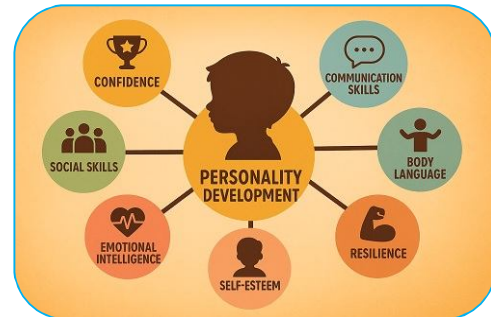 CONFIDENCE
COMMUNICATION
SKILLS
SOCIAL SKILLS
BODY
LANGUAGE
PERSONALITY
DEVELOPMENT
EMOTIONAL
INTELLIGENCE
RESILIENCE
SELF-ESTEEM